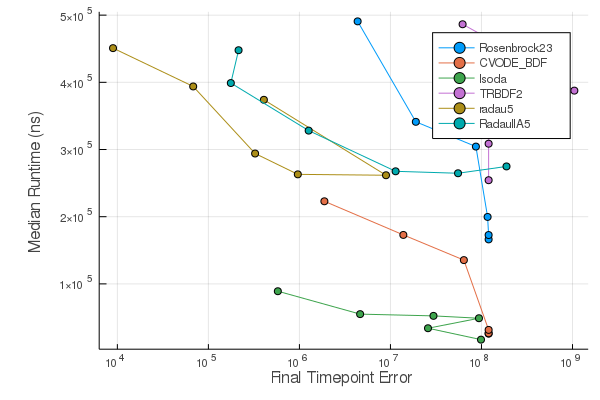 5×10⁵
4×10⁵
3×10⁵
2×10⁵
1×10⁵
Median Runtime (ns)
Rosenbrock23
CVODE_BDF
lsoda
TRBDF2
radau5
RadauIIA5
10⁴ 10⁵ 10⁶ 10⁷ 10⁸ 10⁹
Final Timepoint Error